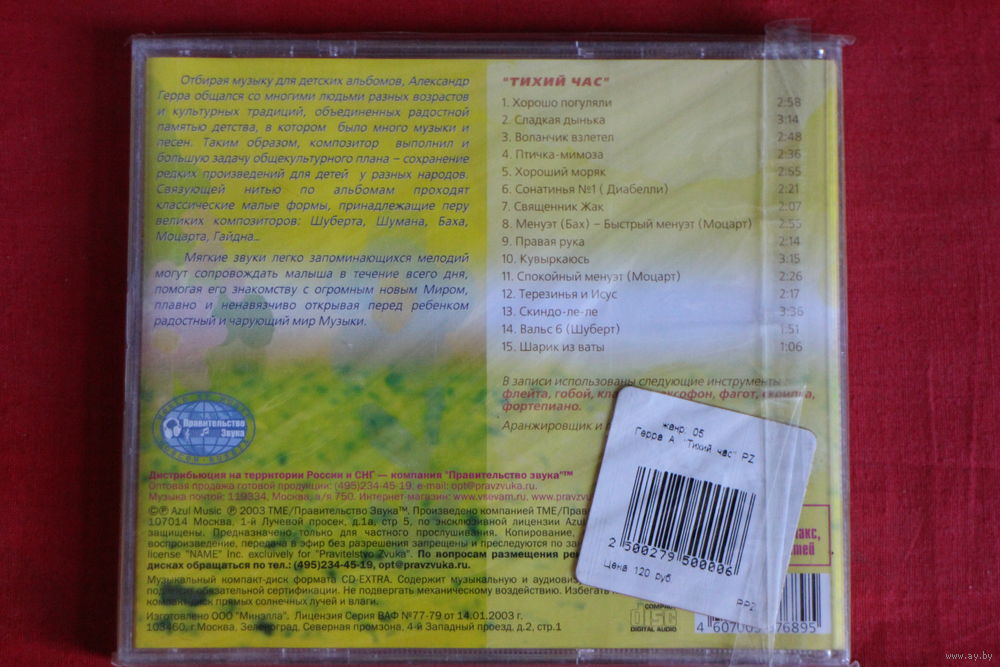 Отбирая музыку для детских альбомов, Александр
Герра общался со многими людьми разных возрастов
и культурных традиций, объединенных радостной
памятью детства, в котором было много музыки и
песен. Таким образом, композитор выполнил и
большую задачу общекультурного плана – сохранение
редких произведений для детей у разных народов.
Связующей нитью по альбомам проходят
классические малые формы, принадлежащие перу
великих композиторов: Шуберта, Шумана, Баха,
Моцарта, Гайдна...
Мягкие звуки легко запоминающихся мелодий
могут сопровождать малыша в течение всего дня,
помогая его знакомству с огромным новым Миром,
плавно и ненавязчиво открывая перед ребенком
радостный и чарующий мир Музыки.
"ТИХИЙ ЧАС"
1. Хорошо погуляли 2:58
2. Сладкая дынька 3:14
3. Воланчик взлетел 2:48
4. Птичка-мимоза 2:36
5. Хороший моряк 2:55
6. Сонатинья №1 ( Диабелли) 2:21
7. Священник Жак 2:07
8. Менуэт (Бах) – Быстрый менуэт (Моцарт) 2:55
9. Правая рука 2:14
10. Кувыркаюсь 3:15
11. Спокойный менуэт (Моцарт) 2:26
12. Терезинья и Исус 2:17
13. Скиндо-ле-ле 3:36
14. Вальс 6 (Шуберт) 1:51
15. Шарик из ваты 1:06
В записи использованы следующие инструменты
флейта, гобой, фагот, скрипка,
фортепиано.
Аранжировщик и
Правительство
Звука
жанр. 05
Герра А. "Тихий час" PZ
2 500279 500006
Цена 120 руб
PPZ
Дистрибьюция на территории России и СНГ — компания "Правительство звука"™
Оптовая продажа готовой продукции: (495)234-45-19, e-mail: opt@pravzvuka.ru.
Музыка почтой: 119334, Москва, а/я 750. Интернет-магазин: www.vsevam.ru, www.pravzvu
©℗ Azul Music ℗ 2003 TME/Правительство Звука™. Произведено компанией TME/Прави
107014 Москва, 1-й Лучевой просек, д.1а, стр 5, по эксклюзивной лицензии Azul
защищены. Предназначено только для частного прослушивания. Копирование,
воспроизведение, передача в эфир без разрешения запрещены и преследуются по за
license "NAME" Inc. exclusively for "Pravitelstvo Zvuka". По вопросам размещения рек
дисках обращаться по тел.: (495)234-45-19, opt@pravzvuka.ru
Музыкальный компакт-диск формата CD-EXTRA. Содержит музыкальную и аудиовиз
подлежит обязательной сертификации. Не подвергать механическому воздействию. Избегать
компакт-диск прямых солнечных лучей и влаги.
Изготовлено ООО "Минэлла". Лицензия Серия ВАФ №77-79 от 14.01.2003 г.
103460, г.Москва, Зеленоград, Северная промзона, 4-й Западный проезд, д.2, стр.1
COMPACT
disc
DIGITAL AUDIO
www.ay.by